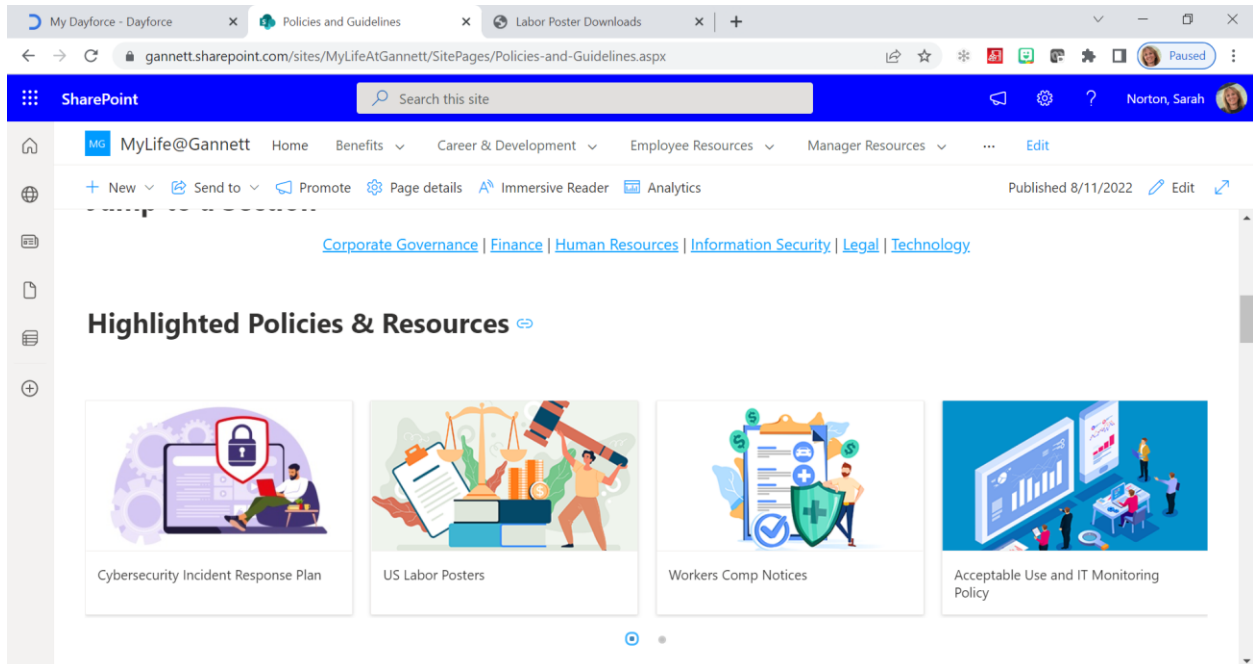 My Dayforce - Dayforce
Policies and Guidelines
Labor Poster Downloads
gannett.sharepoint.com/sites/MyLifeAtGannett/SitePages/Policies-and-Guidelines.aspx
Paused
SharePoint
Search this site
Norton, Sarah
MG MyLife@Gannett Home Benefits Career & Development Employee Resources Manager Resources ... Edit
New Send to Promote Page details Immersive Reader Analytics
Published 8/11/2022 Edit
Jump to a Section
Corporate Governance | Finance | Human Resources | Information Security | Legal | Technology
Highlighted Policies & Resources
Cybersecurity Incident Response Plan
US Labor Posters
Workers Comp Notices
Acceptable Use and IT Monitoring
Policy